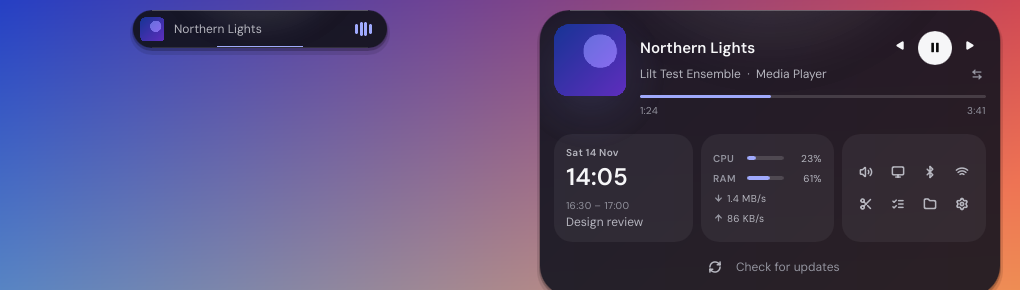 Northern Lights
Northern Lights
Lilt Test Ensemble · Media Player
1:24 3:41
Sat 14 Nov
14:05
16:30 – 17:00
Design review
CPU 23%
RAM 61%
↓ 1.4 MB/s
↑ 86 KB/s
Check for updates